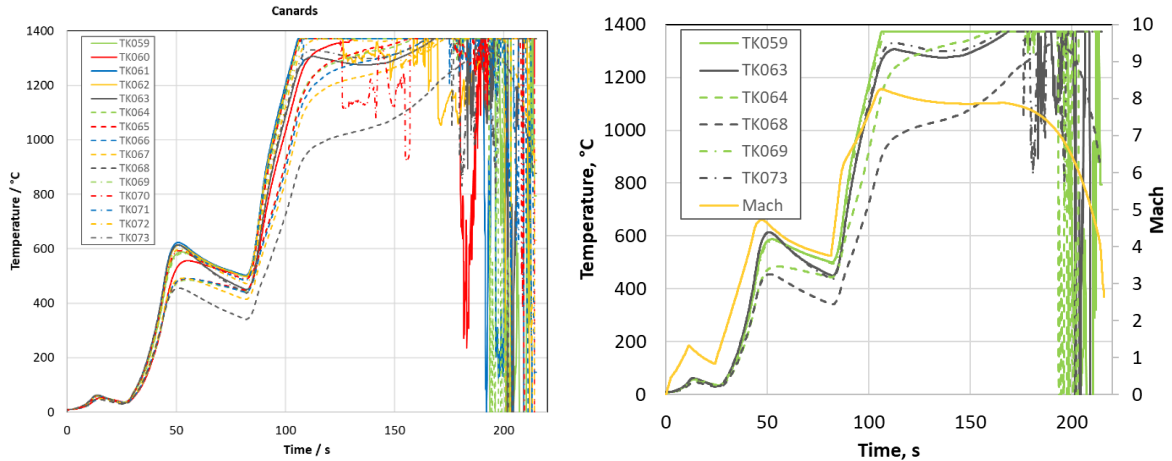 Canards
Temperature / °C
1400
1200
1000
800
600
400
200
0
TK059
TK060
TK061
TK062
TK063
TK064
TK065
TK066
TK067
TK068
TK069
TK070
TK071
TK072
TK073
0
50
100
150
200
Time / s
Temperature, °C
1400
1200
1000
800
600
400
200
0
TK059
TK063
TK064
TK068
TK069
TK073
Mach
10
9
8
7
6
5
4
3
2
1
0
Mach
0
50
100
150
200
Time, s